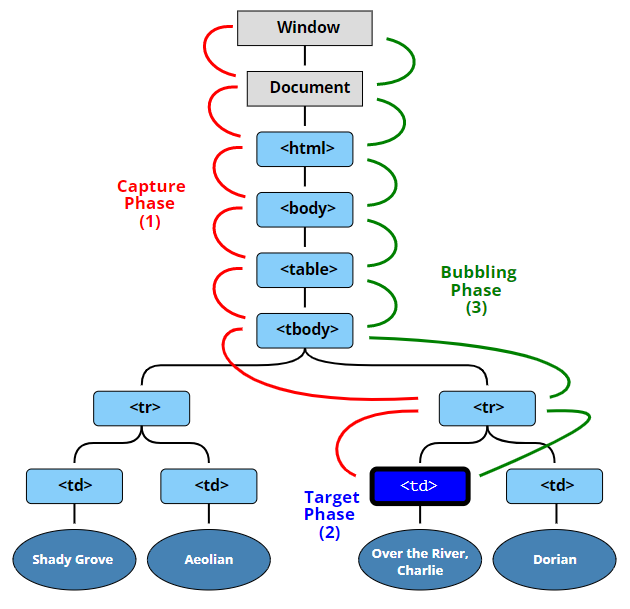 Window
Document
<html>
<body>
Capture
Phase
(1)
<table>
Bubbling
Phase
(3)
<tbody>
<tr>
<tr>
<td>
<td>
<td>
<td>
Target
Phase
(2)
Shady Grove
Aeolian
Over the River,
Charlie
Dorian